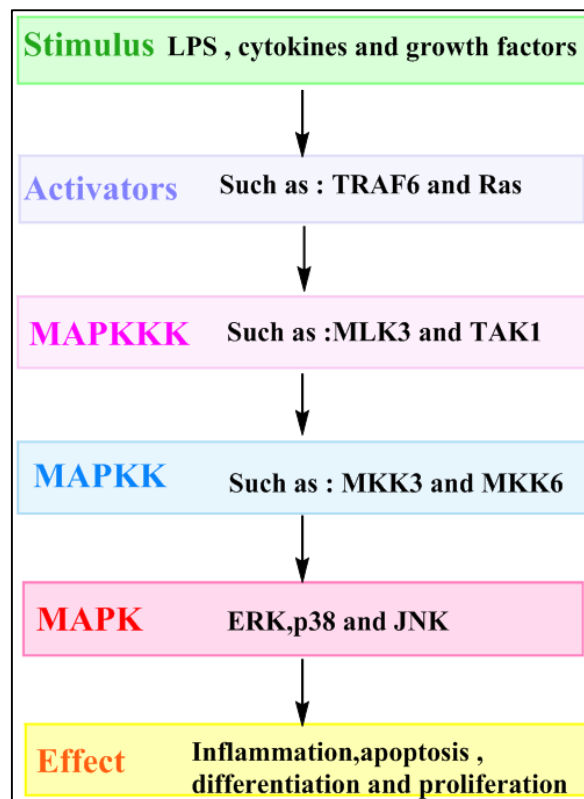 Stimulus LPS , cytokines and growth factors
Activators Such as : TRAF6 and Ras
MAPKKK Such as :MLK3 and TAK1
MAPKK Such as : MKK3 and MKK6
MAPK ERK,p38 and JNK
Effect Inflammation,apoptosis ,
differentiation and proliferation